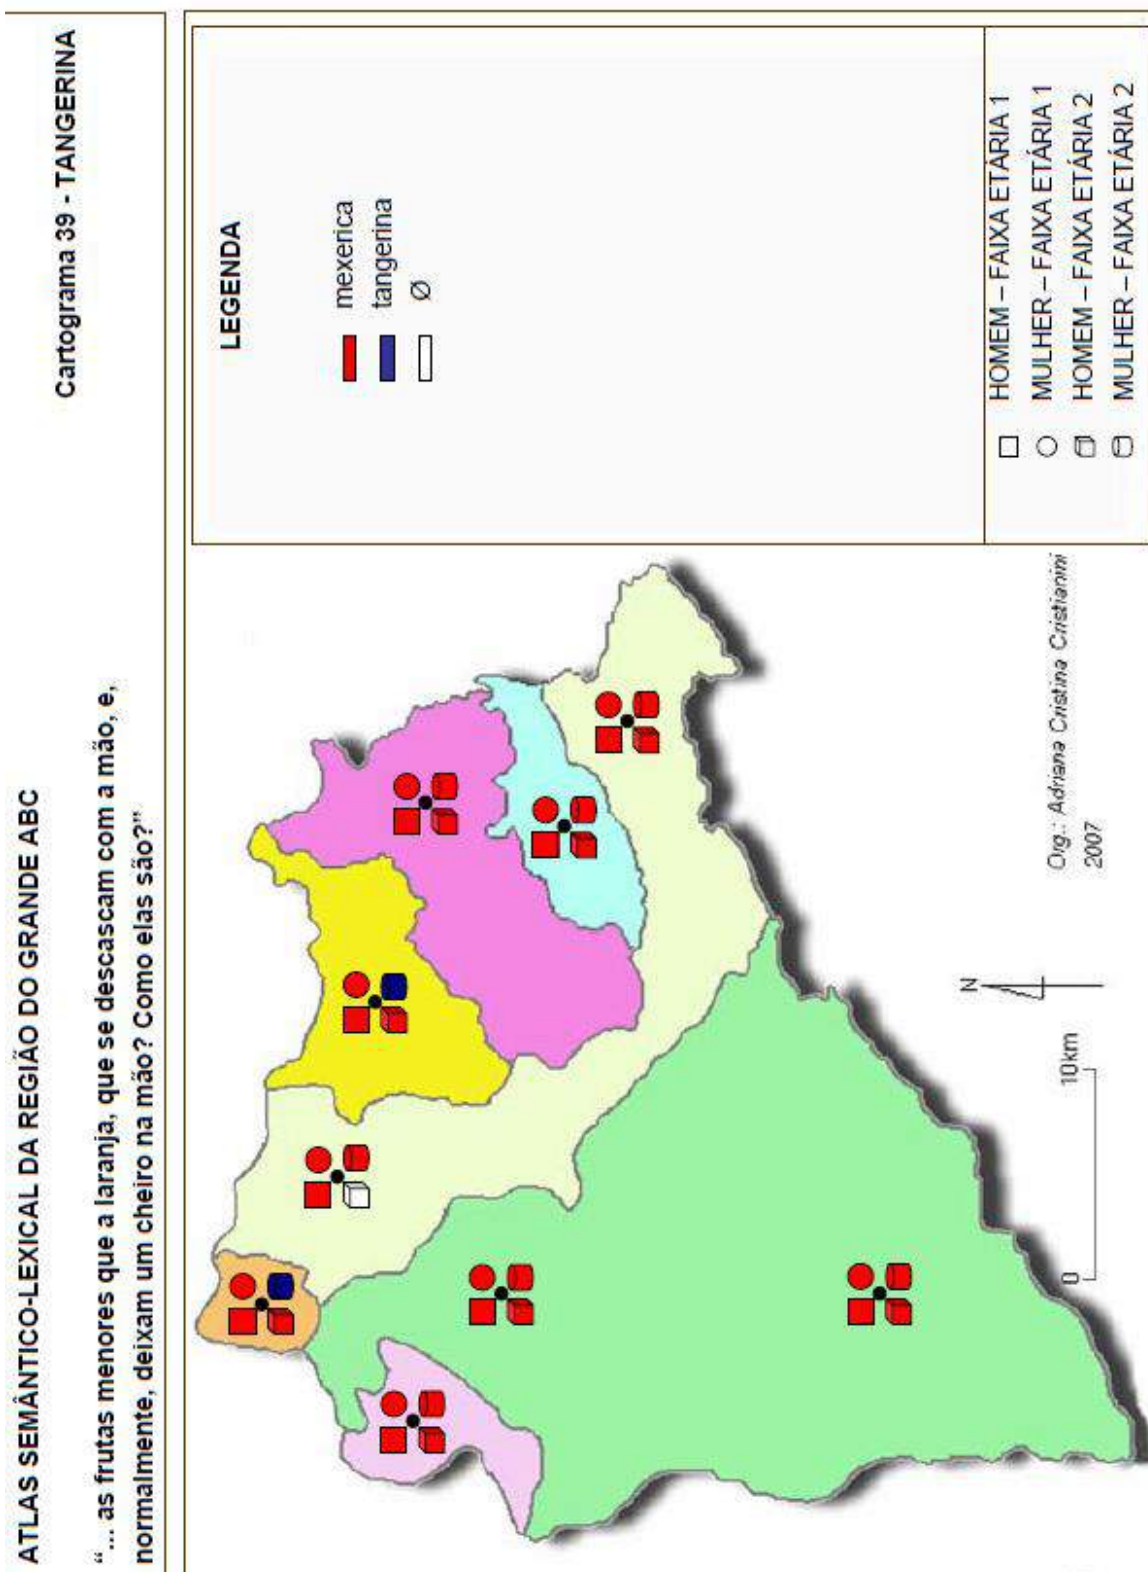 ATLAS SEMÂNTICO-LEXICAL DA REGIÃO DO GRANDE ABC
Cartograma 39 - TANGERINA
“... as frutas menores que a laranja, que se descascam com a mão, e,
normalmente, deixam um cheiro na mão? Como elas são?”
LEGENDA
mexerica
tangerina
Ø
HOMEM – FAIXA ETÁRIA 1
MULHER – FAIXA ETÁRIA 1
HOMEM – FAIXA ETÁRIA 2
MULHER – FAIXA ETÁRIA 2
N
0 10km
Org.: Adriana Cristina Cristianini
2007